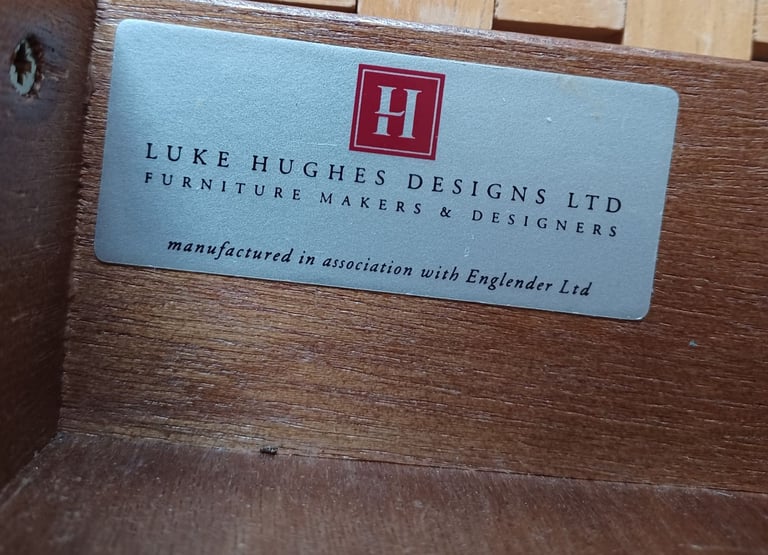 H
LUKE HUGHES DESIGNS LTD
FURNITURE MAKERS & DESIGNERS
manufactured in association with Englender Ltd